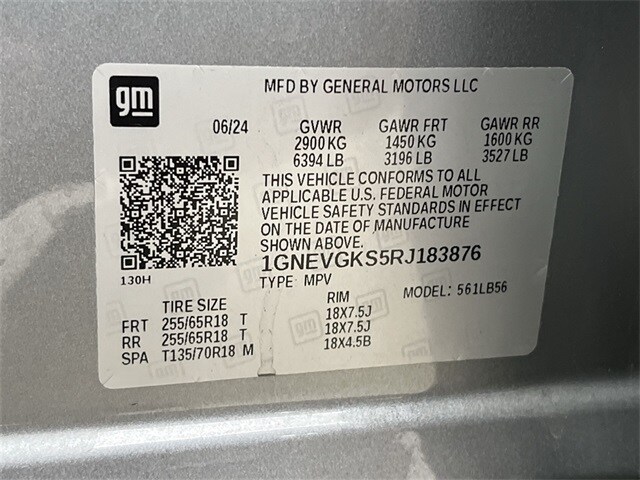 gm
MFD BY GENERAL MOTORS LLC
06/24 GVWR GAWR FRT GAWR RR
2900 KG 1450 KG 1600 KG
6394 LB 3196 LB 3527 LB
THIS VEHICLE CONFORMS TO ALL
APPLICABLE U.S. FEDERAL MOTOR
VEHICLE SAFETY STANDARDS IN EFFECT
ON THE DATE OF MANUFACTURE
SHOWN ABOVE.
1GNEVGKS5RJ183876
130H
TYPE MPV
MODEL: 561LB56
TIRE SIZE RIM
FRT 255/65R18 T 18X7.5J
RR 255/65R18 T 18X7.5J
SPA T135/70R18 M 18X4.5B